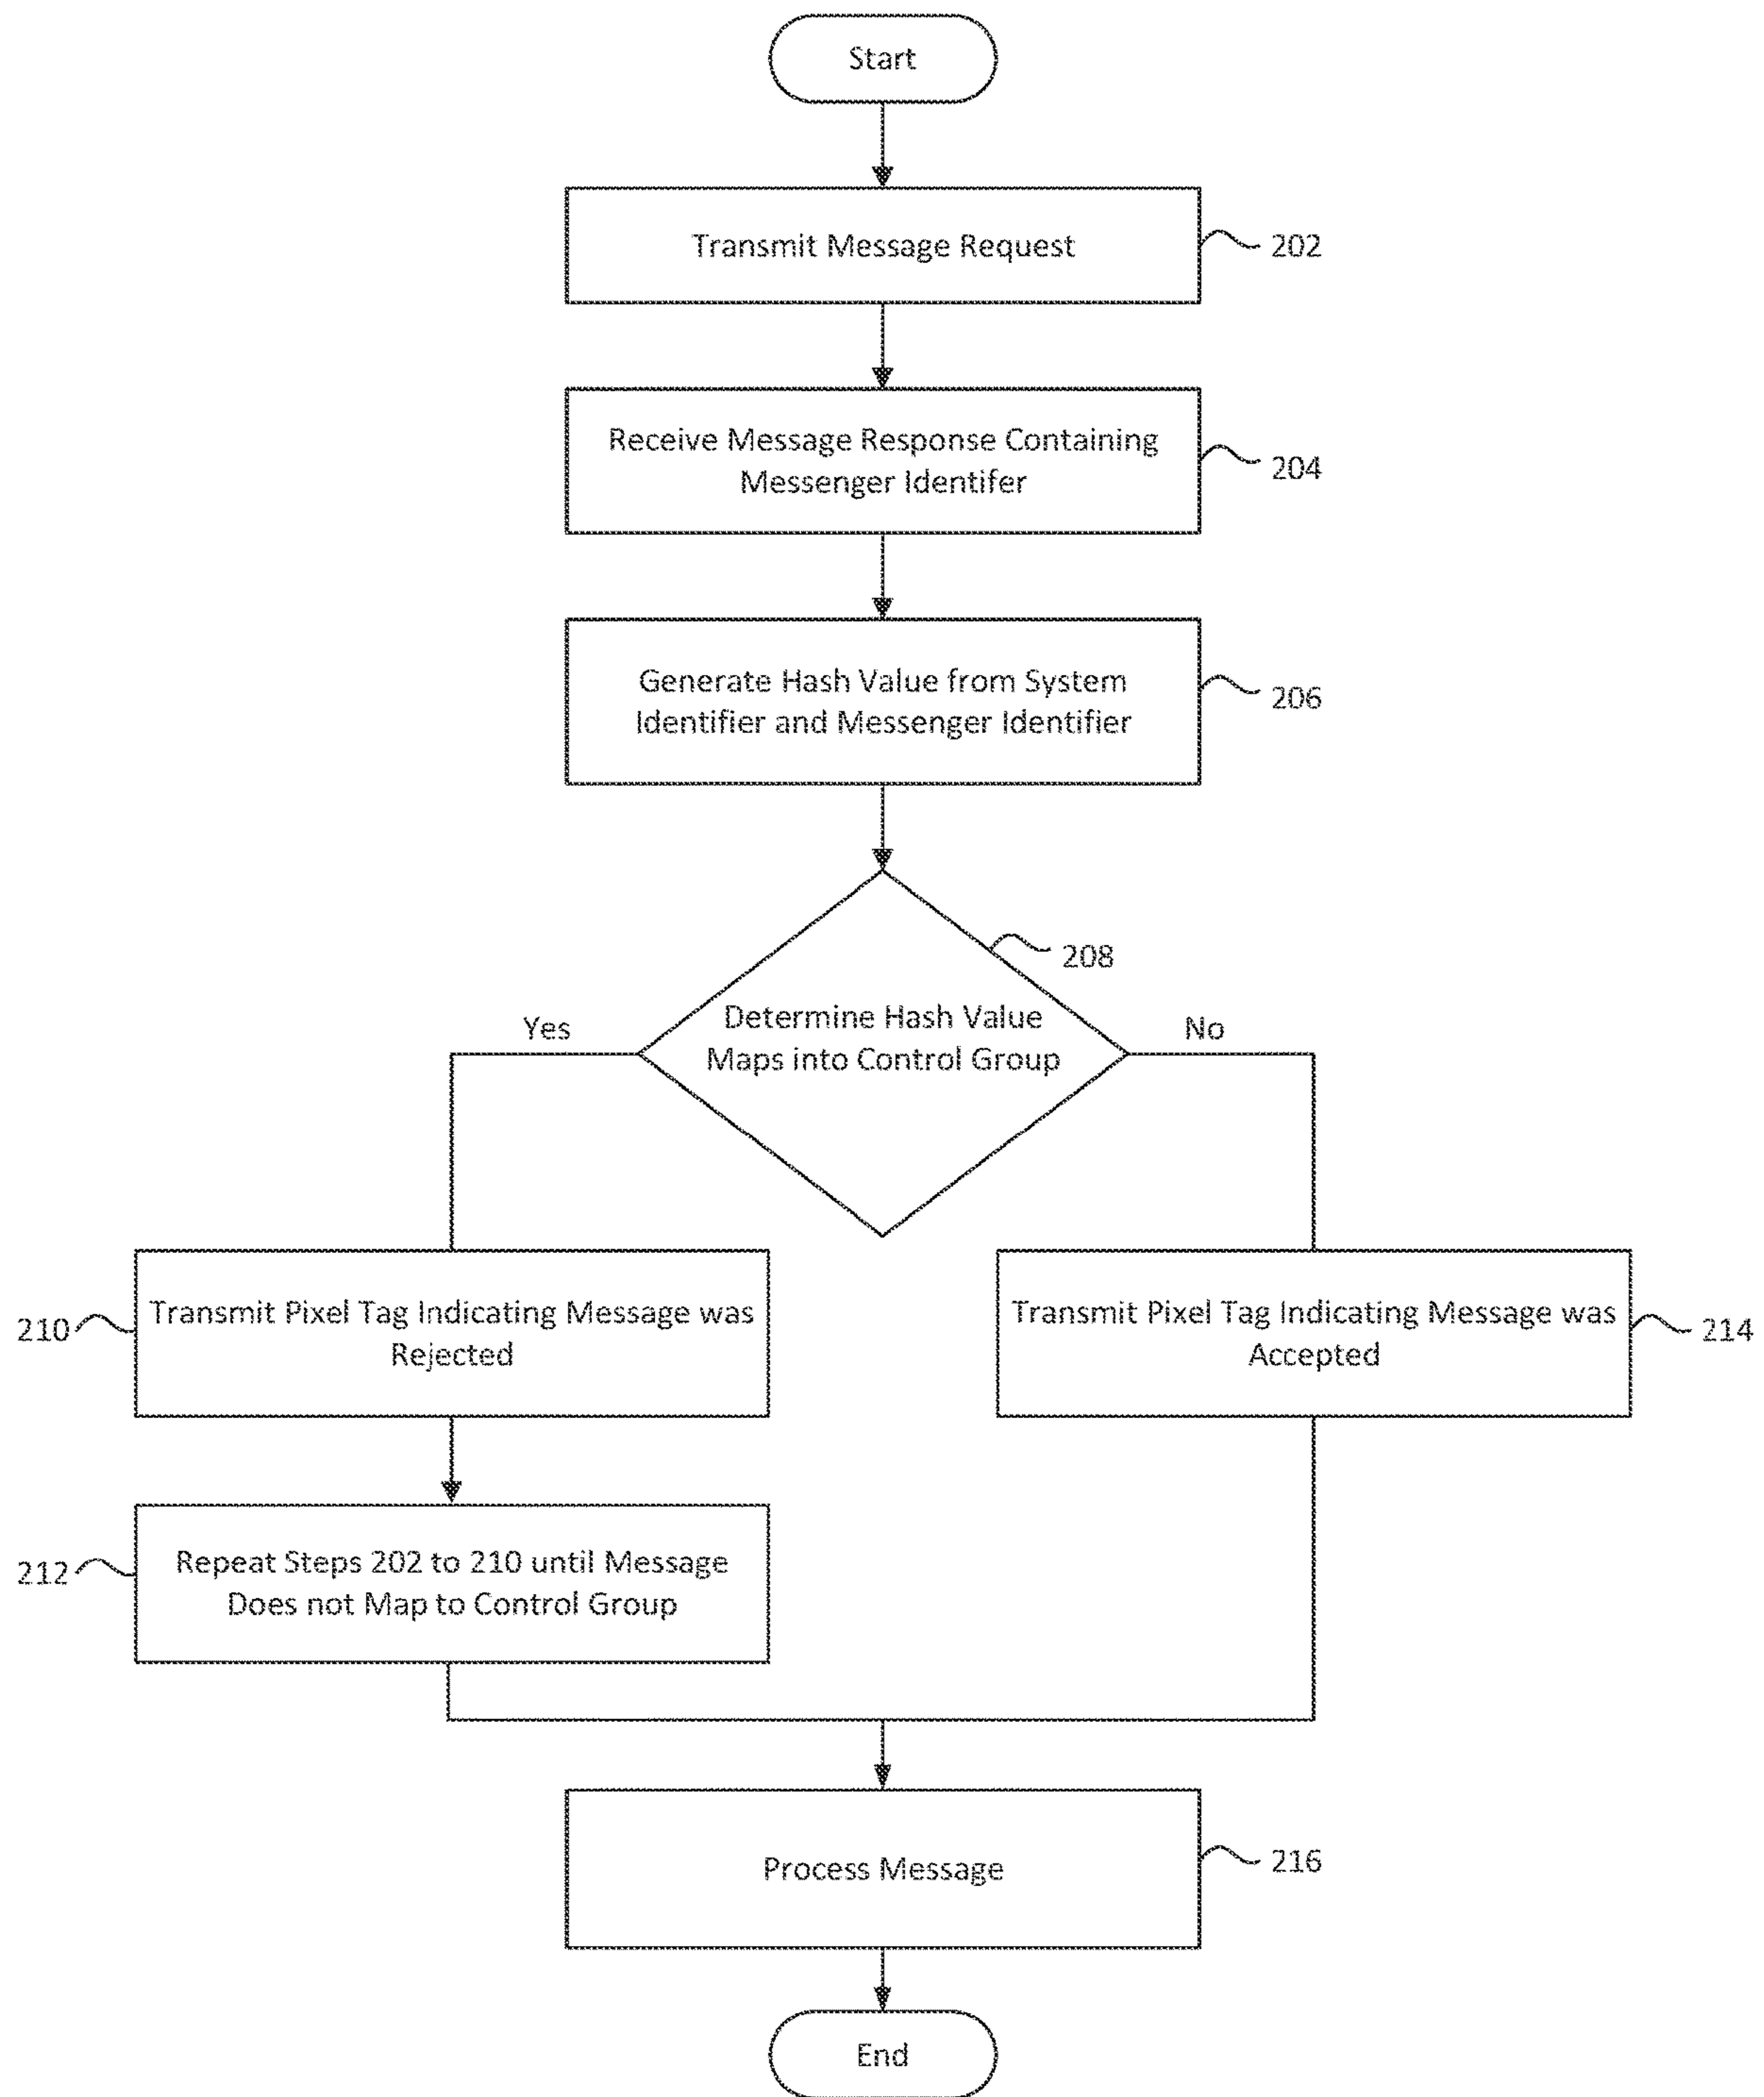 Start
Transmit Message Request
202
Receive Message Response Containing
Messenger Identifer
204
Generate Hash Value from System
Identifier and Messenger Identifier
206
208
Determine Hash Value
Maps into Control Group
Yes
No
210
Transmit Pixel Tag Indicating Message was
Rejected
Transmit Pixel Tag Indicating Message was
Accepted
214
212
Repeat Steps 202 to 210 until Message
Does not Map to Control Group
Process Message
216
End